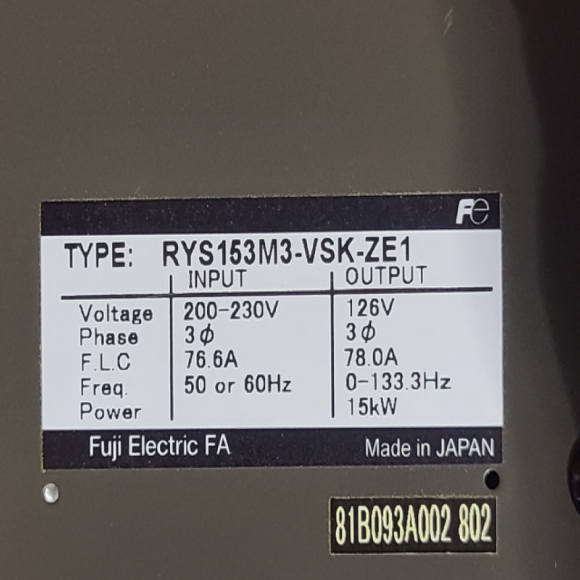 Fe
TYPE: RYS153M3-VSK-ZE1
INPUT OUTPUT
Voltage 200-230V 126V
Phase 3ϕ 3ϕ
F.L.C 76.6A 78.0A
Freq. 50 or 60Hz 0-133.3Hz
Power 15kW
Fuji Electric FA Made in JAPAN
81B093A002 802